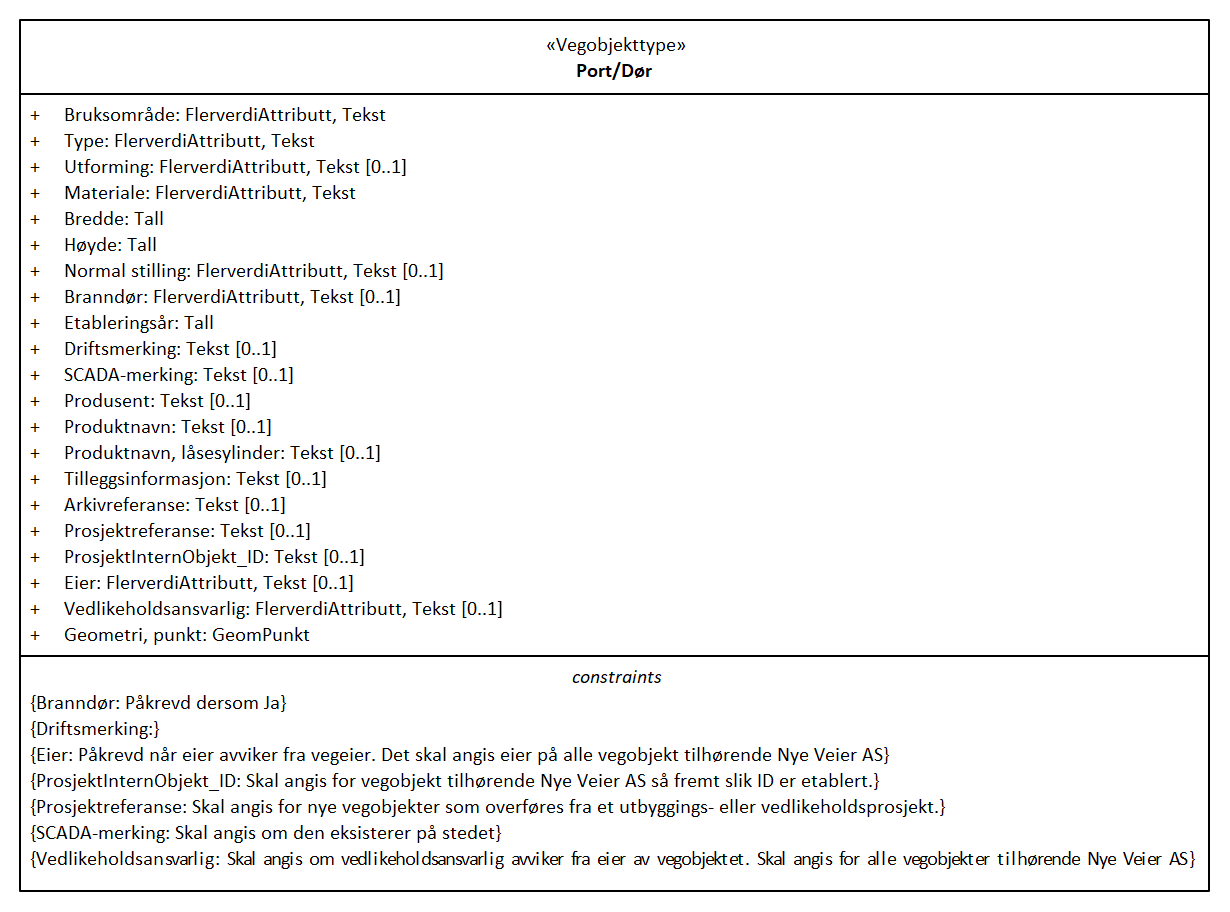 «Vegobjekttype»
Port/Dør
+ Bruksområde: FlerverdiAttributt, Tekst
+ Type: FlerverdiAttributt, Tekst
+ Utforming: FlerverdiAttributt, Tekst [0..1]
+ Materiale: FlerverdiAttributt, Tekst
+ Bredde: Tall
+ Høyde: Tall
+ Normal stilling: FlerverdiAttributt, Tekst [0..1]
+ Branndør: FlerverdiAttributt, Tekst [0..1]
+ Etableringsår: Tall
+ Driftsmerking: Tekst [0..1]
+ SCADA-merking: Tekst [0..1]
+ Produsent: Tekst [0..1]
+ Produktnavn: Tekst [0..1]
+ Produktnavn, låsesylinder: Tekst [0..1]
+ Tilleggsinformasjon: Tekst [0..1]
+ Arkivreferanse: Tekst [0..1]
+ Prosjektreferanse: Tekst [0..1]
+ ProsjektInternObjekt_ID: Tekst [0..1]
+ Eier: FlerverdiAttributt, Tekst [0..1]
+ Vedlikeholdsansvarlig: FlerverdiAttributt, Tekst [0..1]
+ Geometri, punkt: GeomPunkt
constraints
{Branndør: Påkrevd dersom Ja}
{Driftsmerking:}
{Eier: Påkrevd når eier avviker fra vegeier. Det skal angis eier på alle vegobjekt tilhørende Nye Veier AS}
{ProsjektInternObjekt_ID: Skal angis for vegobjekt tilhørende Nye Veier AS så fremt slik ID er etablert.}
{Prosjektreferanse: Skal angis for nye vegobjekter som overføres fra et utbyggings- eller vedlikeholdsprosjekt.}
{SCADA-merking: Skal angis om den eksisterer på stedet}
{Vedlikeholdsansvarlig: Skal angis om vedlikeholdsansvarlig avviker fra eier av vegobjektet. Skal angis for alle vegobjekter tilhørende Nye Veier AS}